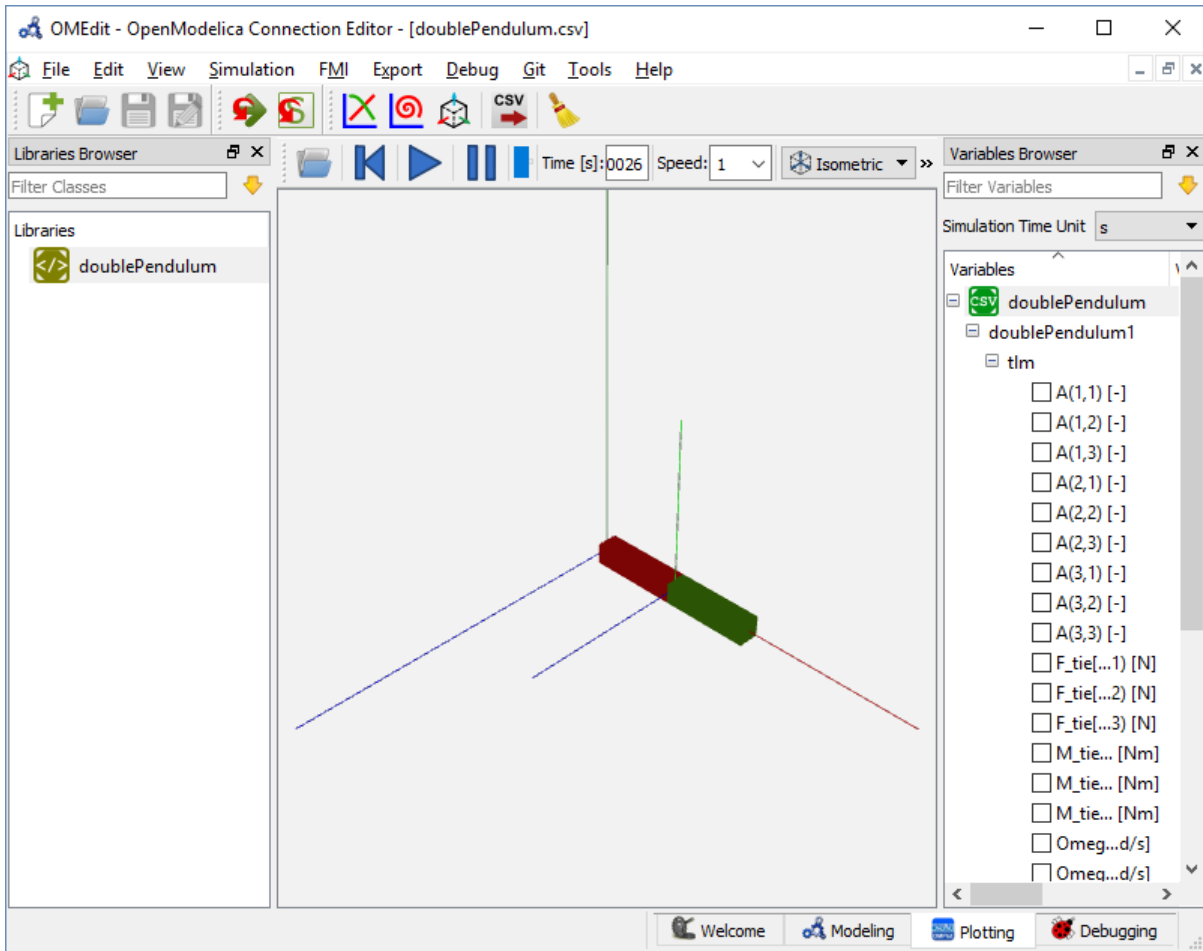 OMEdit - OpenModelica Connection Editor - [doublePendulum.csv]
File Edit View Simulation FMI Export Debug Git Tools Help
CSV
Libraries Browser
Filter Classes
Libraries
</>
doublePendulum
Time [s]: 0026 Speed: 1 Isometric »
Variables Browser
Filter Variables
Simulation Time Unit s
Variables
csv doublePendulum
doublePendulum1
tlm
A(1,1) [-]
A(1,2) [-]
A(1,3) [-]
A(2,1) [-]
A(2,2) [-]
A(2,3) [-]
A(3,1) [-]
A(3,2) [-]
A(3,3) [-]
F_tie[...1) [N]
F_tie[...2) [N]
F_tie[...3) [N]
M_tie... [Nm]
M_tie... [Nm]
M_tie... [Nm]
Omeg...d/s]
Omeg...d/s]
Welcome Modeling Plotting Debugging